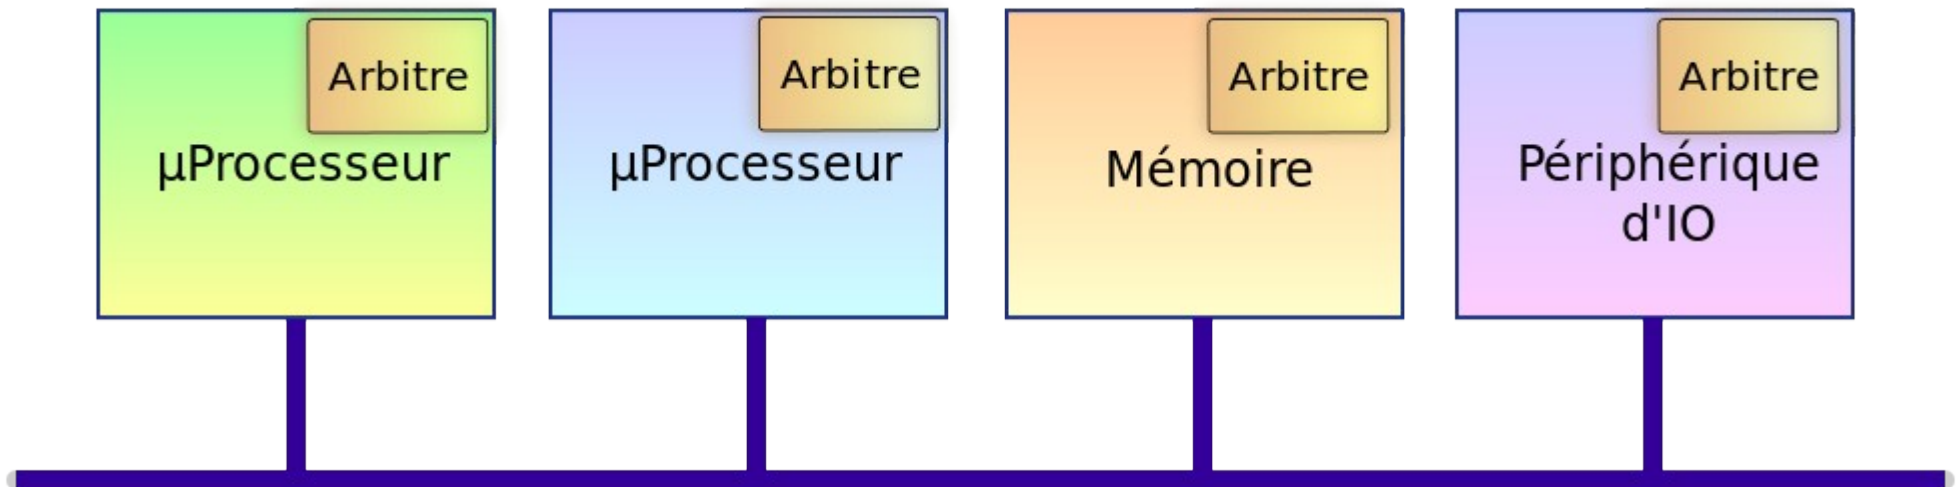 Arbitre
µProcesseur
Arbitre
µProcesseur
Arbitre
Mémoire
Arbitre
Périphérique
d'IO